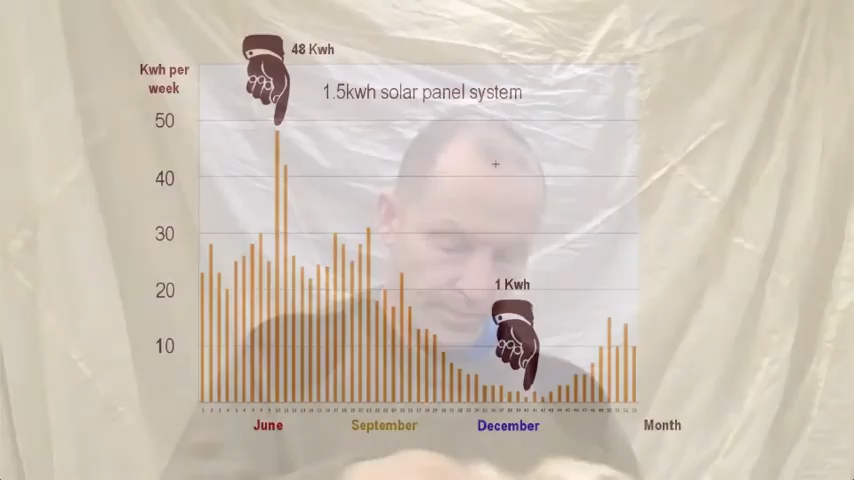 48 Kwh
Kwh per
week
1.5kwh solar panel system
50
40
30
20
10
1 Kwh
June
September
December
Month